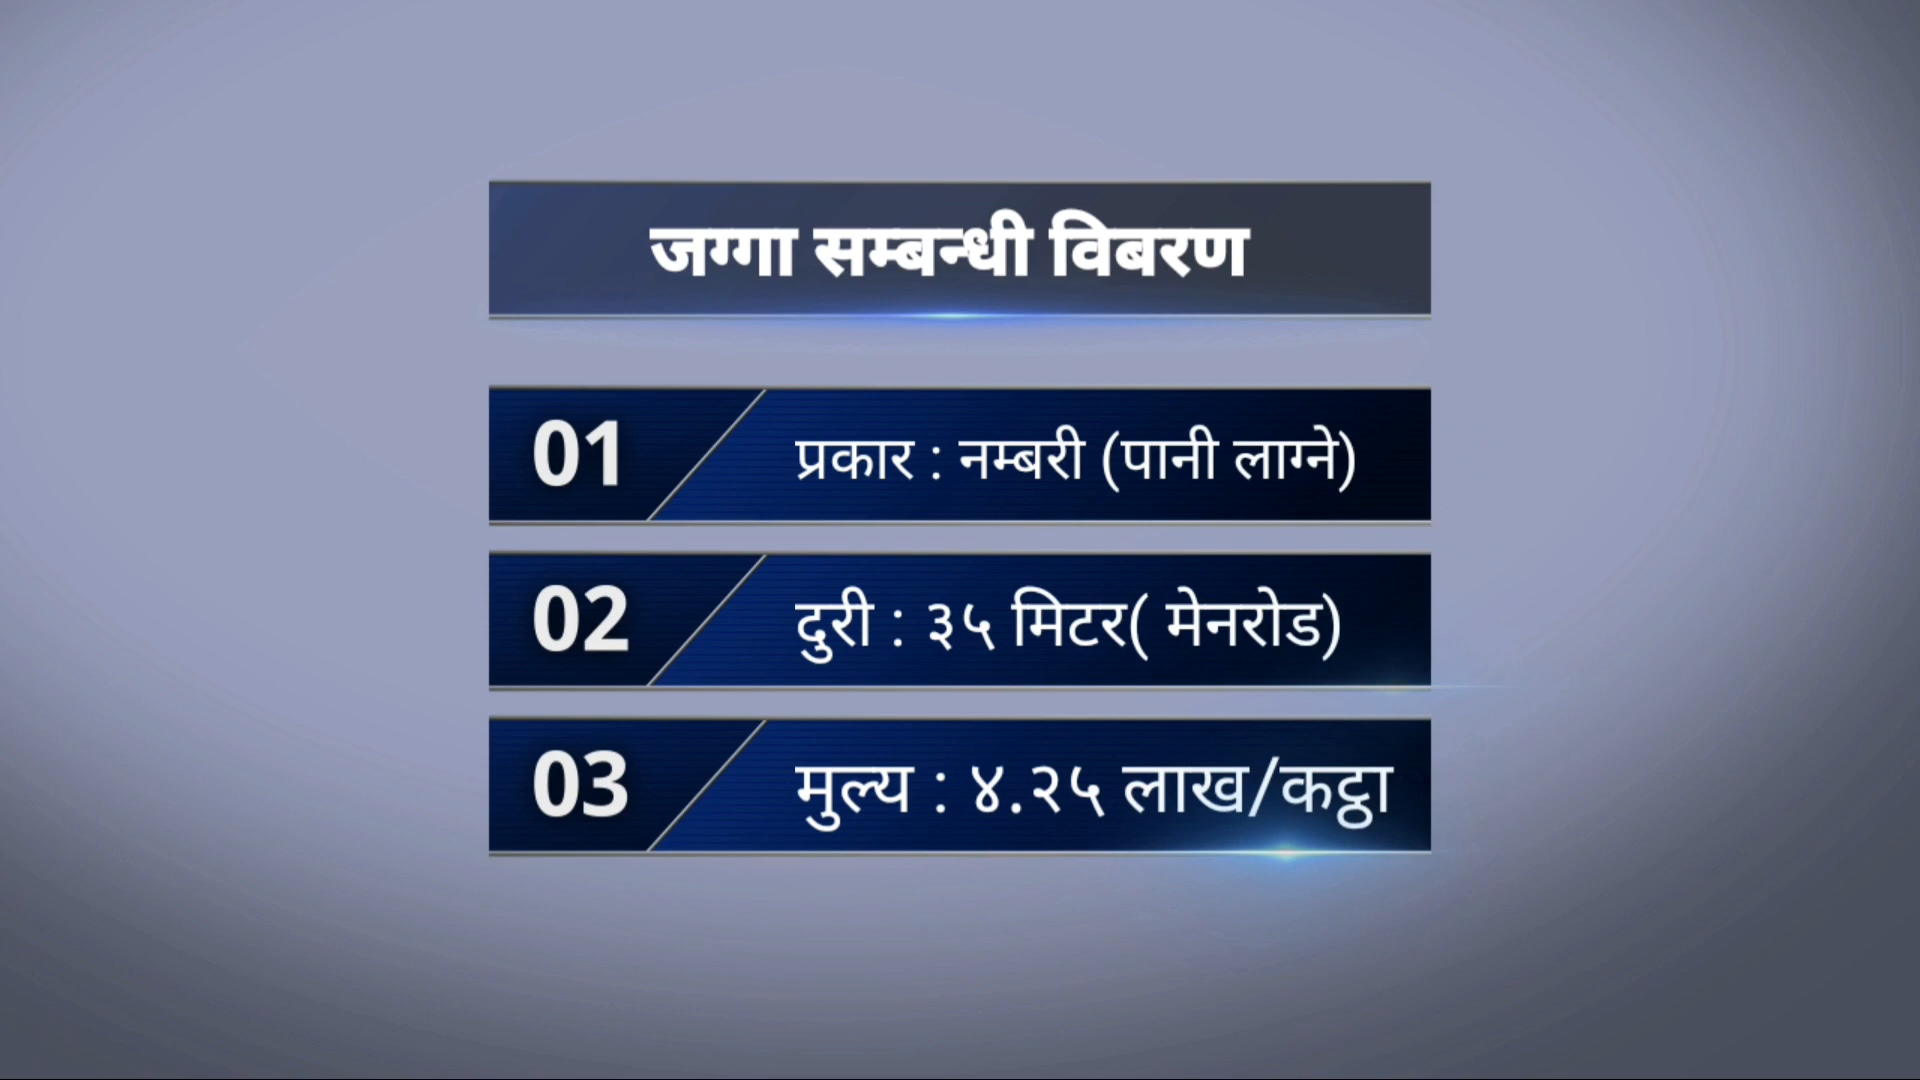 जग्गा सम्बन्धी विबरण
01 प्रकार : नम्बरी (पानी लाग्ने)
02 दुरी : ३५ मिटर( मेनरोड)
03 मुल्य : ४.२५ लाख/कट्ठा